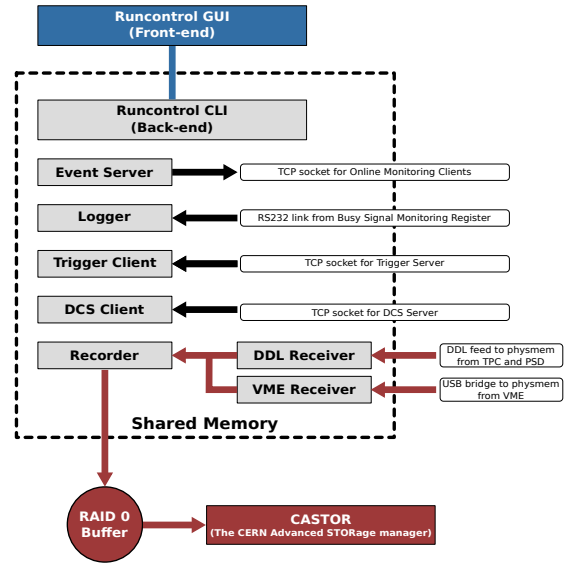 Runcontrol GUI
(Front-end)
Runcontrol CLI
(Back-end)
Event Server
TCP socket for Online Monitoring Clients
Logger
RS232 link from Busy Signal Monitoring Register
Trigger Client
TCP socket for Trigger Server
DCS Client
TCP socket for DCS Server
Recorder
DDL Receiver
DDL feed to physmem
from TPC and PSD
VME Receiver
USB bridge to physmem
from VME
Shared Memory
RAID 0
Buffer
CASTOR
(The CERN Advanced STORage manager)